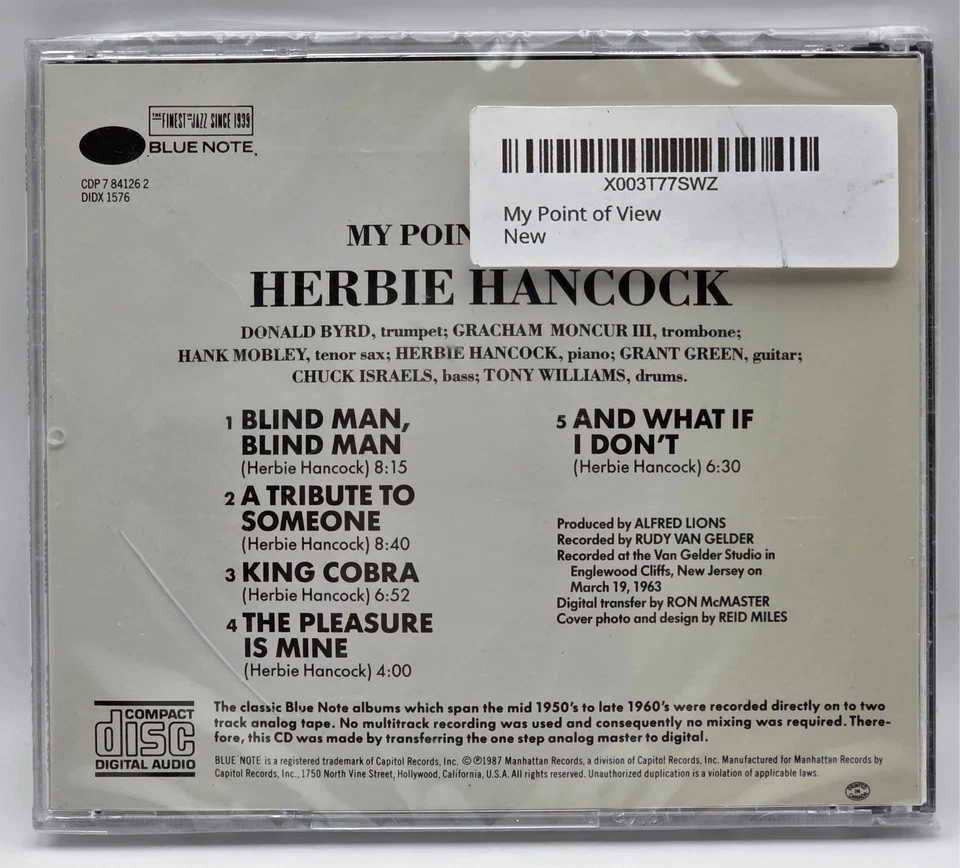 THE FINEST IN JAZZ SINCE 1939
BLUE NOTE
CDP 7 84126 2
DIDX 1576
X003T77SWZ
My Point of View
New
MY POIN
HERBIE HANCOCK
DONALD BYRD, trumpet; GRACHAM MONCUR III, trombone;
HANK MOBLEY, tenor sax; HERBIE HANCOCK, piano; GRANT GREEN, guitar;
CHUCK ISRAELS, bass; TONY WILLIAMS, drums.
1 BLIND MAN,
BLIND MAN
(Herbie Hancock) 8:15
2 A TRIBUTE TO
SOMEONE
(Herbie Hancock) 8:40
3 KING COBRA
(Herbie Hancock) 6:52
4 THE PLEASURE
IS MINE
(Herbie Hancock) 4:00
5 AND WHAT IF
I DON'T
(Herbie Hancock) 6:30
Produced by ALFRED LIONS
Recorded by RUDY VAN GELDER
Recorded at the Van Gelder Studio in
Englewood Cliffs, New Jersey on
March 19, 1963
Digital transfer by RON McMASTER
Cover photo and design by REID MILES
COMPACT
disc
DIGITAL AUDIO
The classic Blue Note albums which span the mid 1950's to late 1960's were recorded directly on to two
track analog tape. No multitrack recording was used and consequently no mixing was required. There-
fore, this CD was made by transferring the one step analog master to digital.
BLUE NOTE is a registered trademark of Capitol Records, Inc. ©℗1987 Manhattan Records, a division of Capitol Records, Inc. Manufactured for Manhattan Records by
Capitol Records, Inc., 1750 North Vine Street, Hollywood, California, U.S.A. All rights reserved. Unauthorized duplication is a violation of applicable laws.
PRINTED
IN
CANADA